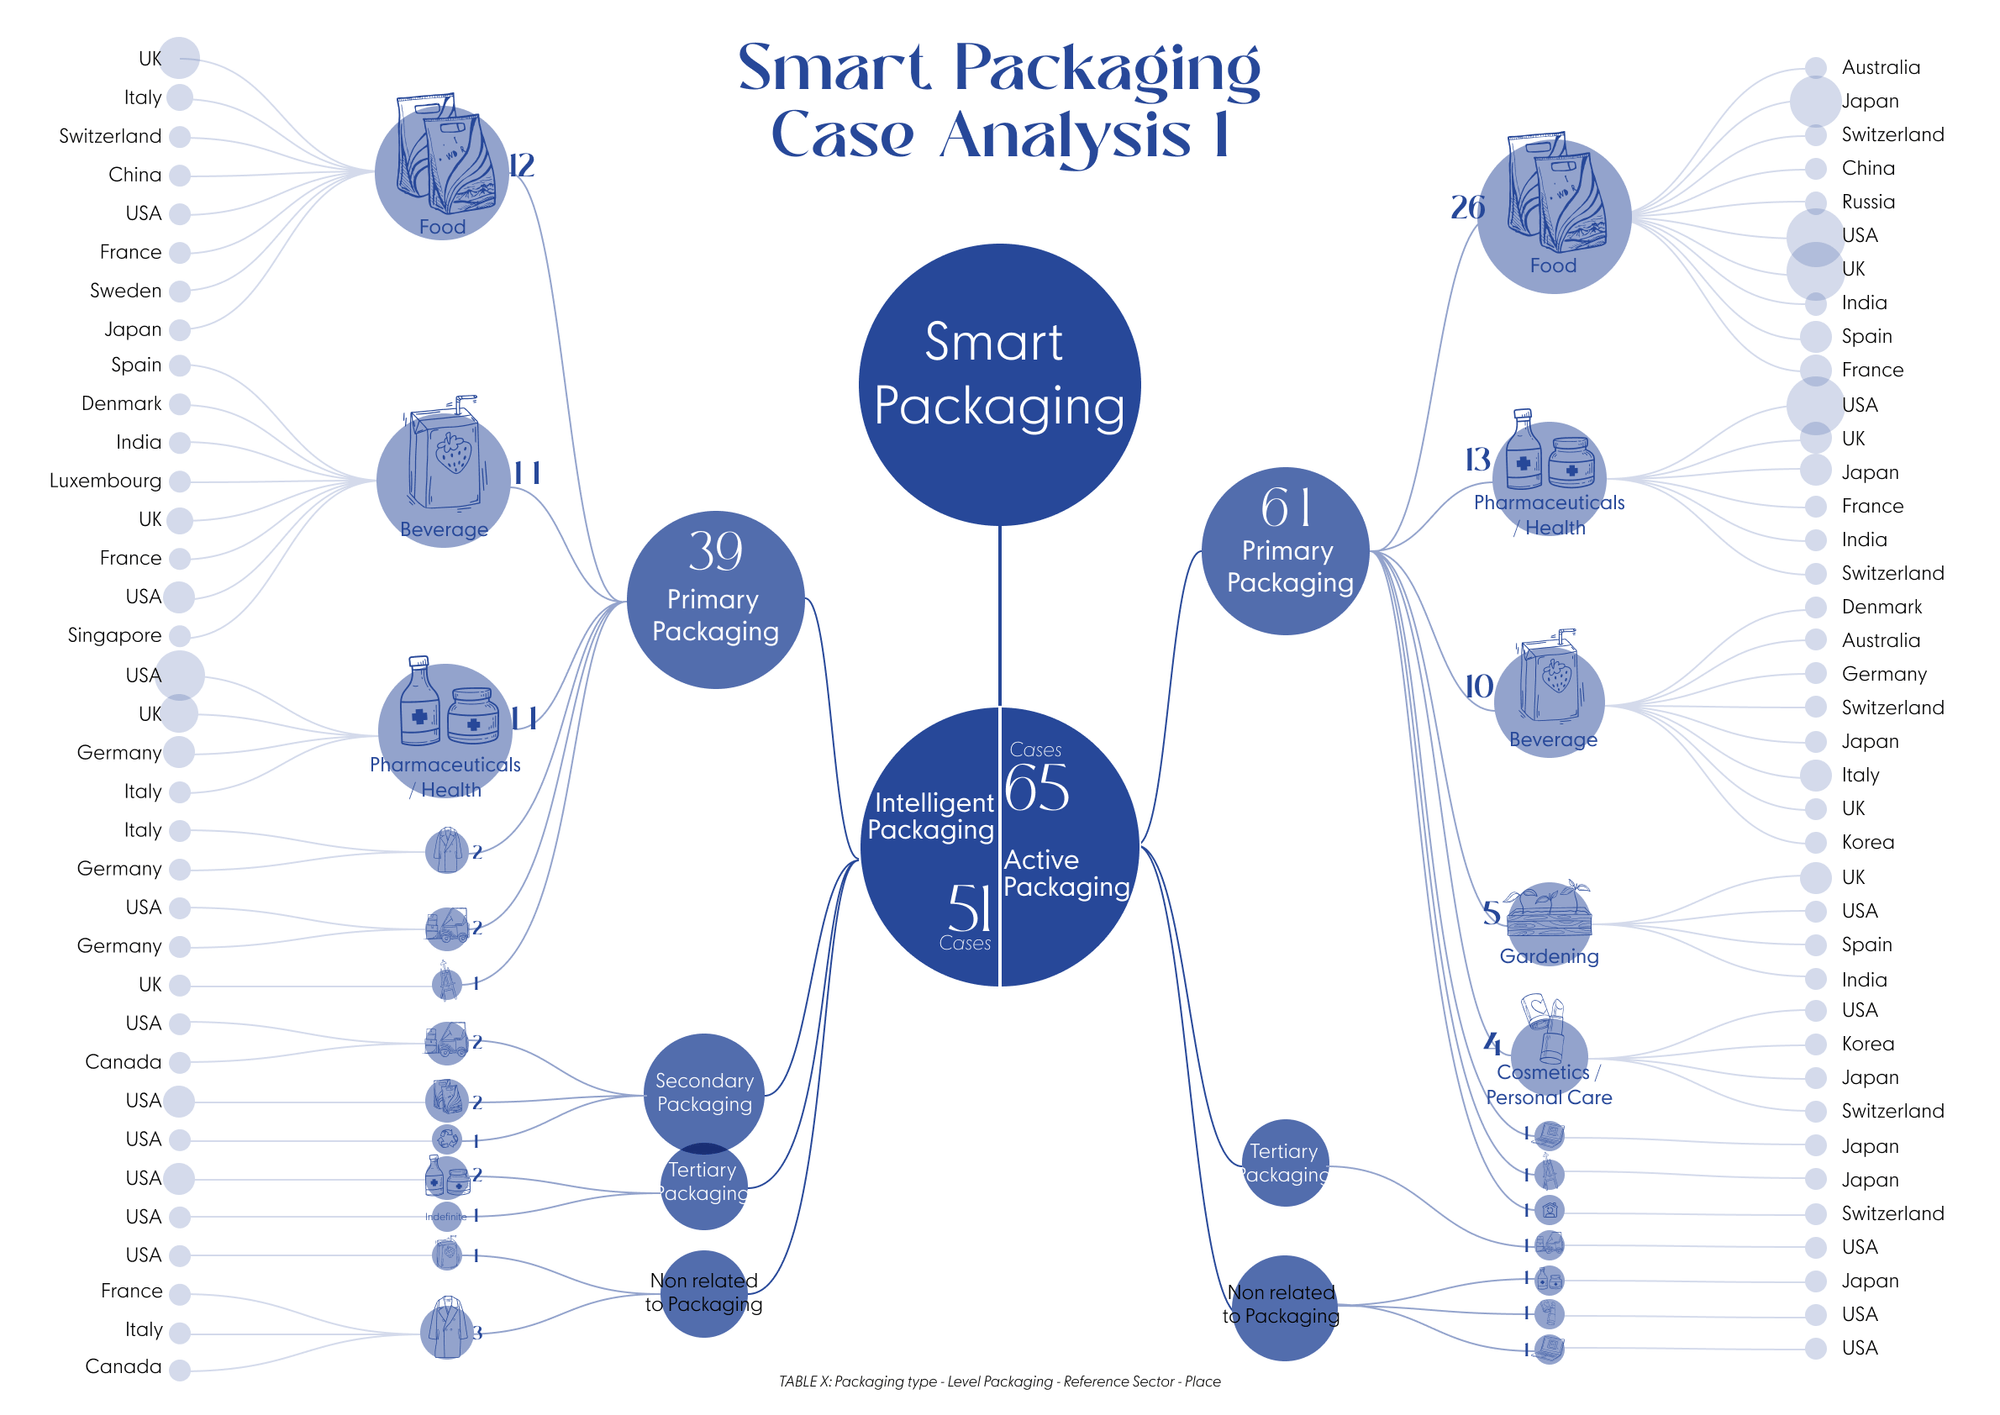 Smart Packaging
Case Analysis 1
UK
Italy
Switzerland
China
USA
France
Sweden
Japan
12
Food
Spain
Denmark
India
Luxembourg
UK
France
USA
Singapore
11
Beverage
USA
UK
Germany
Italy
11
Pharmaceuticals
/ Health
Italy
Germany
2
USA
Germany
2
UK
1
39
Primary
Packaging
USA
Canada
2
USA
2
USA
1
Secondary
Packaging
USA
2
USA
Indefinite
1
Tertiary
Packaging
USA
1
France
Italy
Canada
3
Non related
to Packaging
Smart
Packaging
Intelligent
Packaging
51
Cases
Cases
65
Active
Packaging
61
Primary
Packaging
26
Food
Australia
Japan
Switzerland
China
Russia
USA
UK
India
Spain
France
13
Pharmaceuticals
/ Health
USA
UK
Japan
France
India
Switzerland
10
Beverage
Denmark
Australia
Germany
Switzerland
Japan
Italy
UK
Korea
5
Gardening
UK
USA
Spain
India
4
Cosmetics /
Personal Care
USA
Korea
Japan
Switzerland
1
Japan
1
Japan
1
Switzerland
Tertiary
Packaging
1
USA
Non related
to Packaging
1
Japan
1
USA
1
USA
TABLE X: Packaging type - Level Packaging - Reference Sector - Place